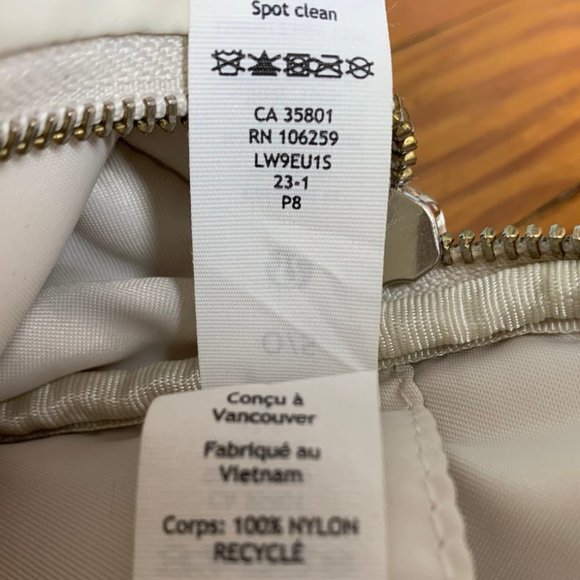 Spot clean
CA 35801
RN 106259
LW9EU1S
23-1
P8
Conçu à
Vancouver
Fabriqué au
Vietnam
Corps: 100% NYLON
RECYCLÉ